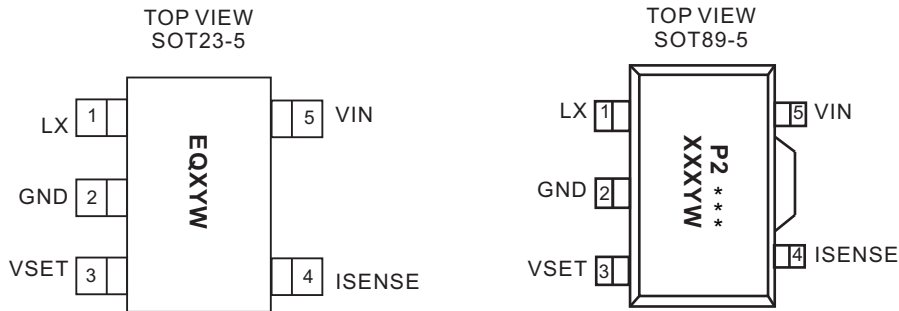 TOP VIEW
SOT23-5
LX 1
5 VIN
GND 2
VSET 3
4 ISENSE
EQXYW
TOP VIEW
SOT89-5
LX 1
5 VIN
GND 2
VSET 3
4 ISENSE
P2 ***
XXXYW